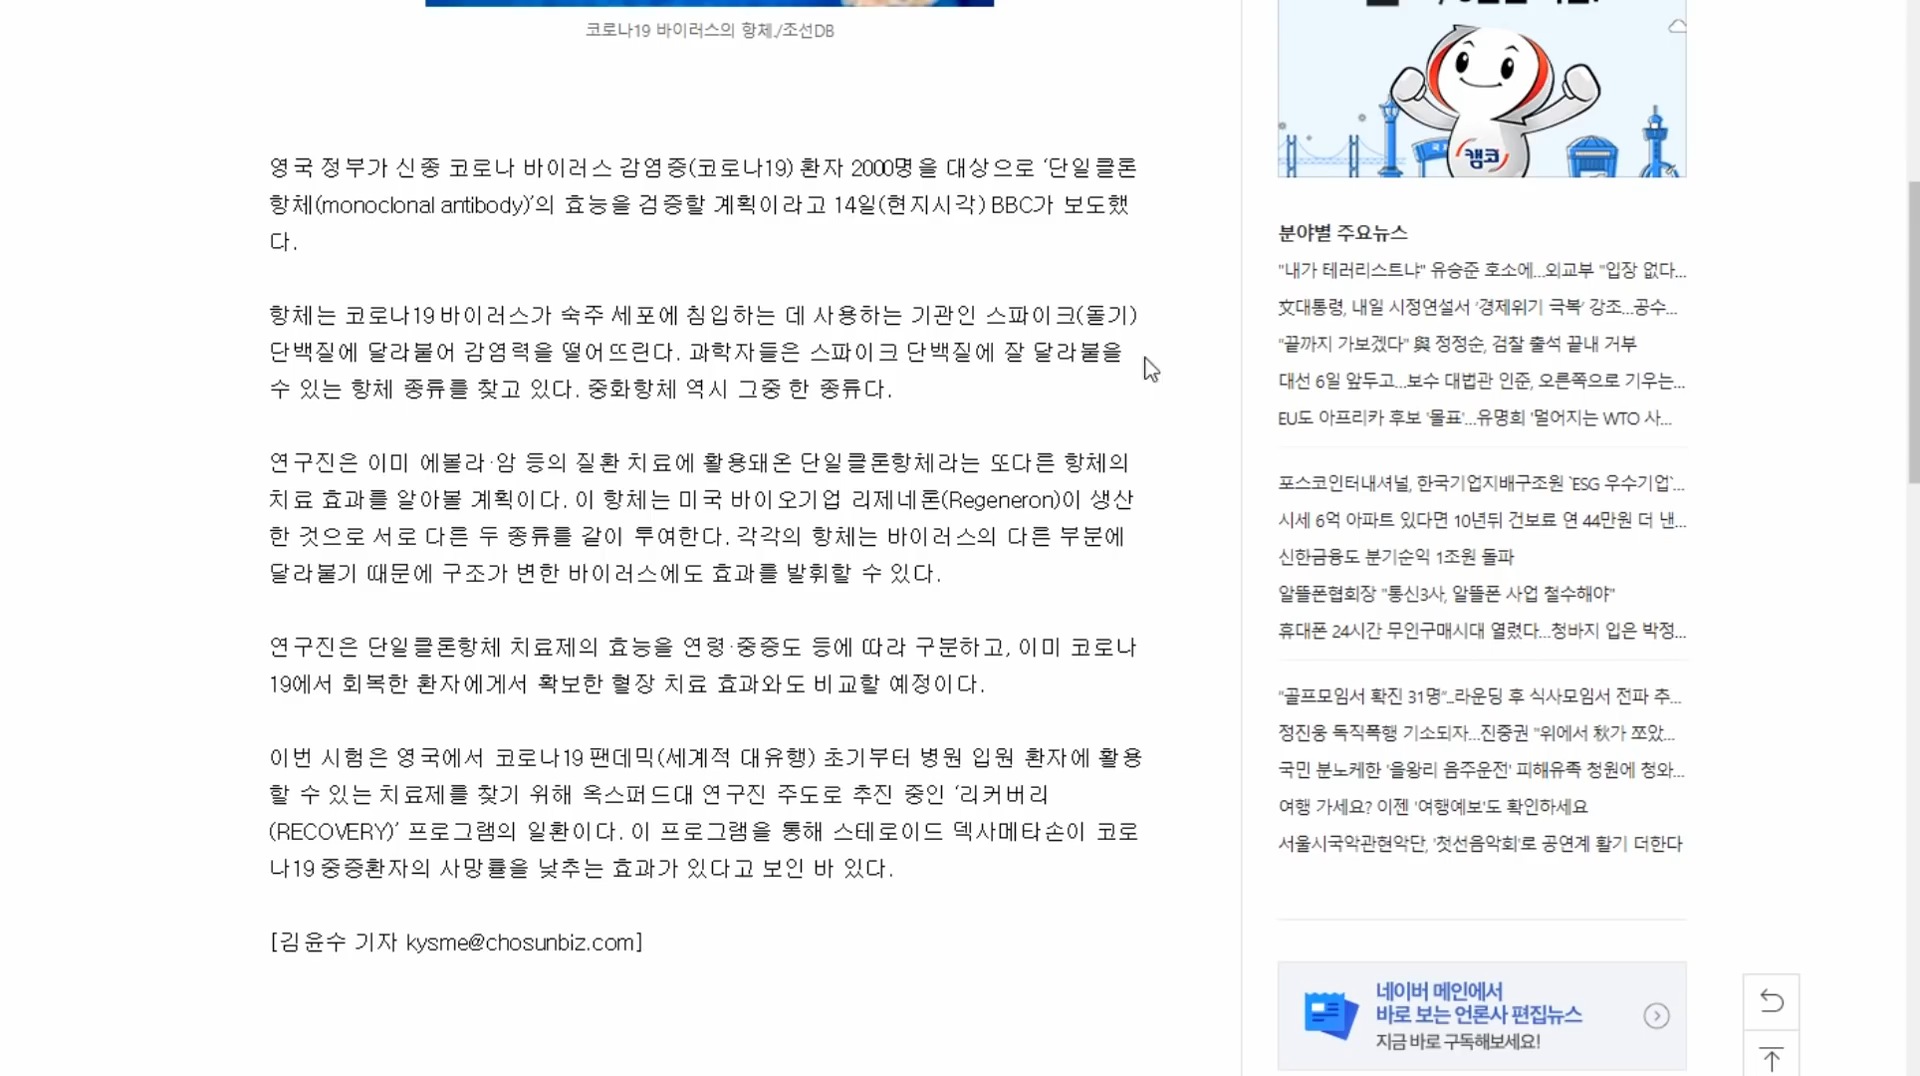 코로나19 바이러스의 항체./조선DB
영국 정부가 신종 코로나 바이러스 감염증(코로나19) 환자 2000명을 대상으로 ‘단일클론
항체(monoclonal antibody)’의 효능을 검증할 계획이라고 14일(현지시각) BBC가 보도했
다.
항체는 코로나19 바이러스가 숙주 세포에 침입하는 데 사용하는 기관인 스파이크(돌기)
단백질에 달라붙어 감염력을 떨어뜨린다. 과학자들은 스파이크 단백질에 잘 달라붙을
수 있는 항체 종류를 찾고 있다. 중화항체 역시 그중 한 종류다.
연구진은 이미 에볼라·암 등의 질환 치료에 활용돼온 단일클론항체라는 또다른 항체의
치료 효과를 알아볼 계획이다. 이 항체는 미국 바이오기업 리제네론(Regeneron)이 생산
한 것으로 서로 다른 두 종류를 같이 투여한다. 각각의 항체는 바이러스의 다른 부분에
달라붙기 때문에 구조가 변한 바이러스에도 효과를 발휘할 수 있다.
연구진은 단일클론항체 치료제의 효능을 연령·중증도 등에 따라 구분하고, 이미 코로나
19에서 회복한 환자에게서 확보한 혈장 치료 효과와도 비교할 예정이다.
이번 시험은 영국에서 코로나19 팬데믹(세계적 대유행) 초기부터 병원 입원 환자에 활용
할 수 있는 치료제를 찾기 위해 옥스퍼드대 연구진 주도로 추진 중인 ‘리커버리
(RECOVERY)’ 프로그램의 일환이다. 이 프로그램을 통해 스테로이드 덱사메타손이 코로
나19 중증환자의 사망률을 낮추는 효과가 있다고 보인 바 있다.
[김윤수 기자 kysme@chosunbiz.com]
캠코
분야별 주요뉴스
"내가 테러리스트냐" 유승준 호소에...외교부 "입장 없다...
文대통령, 내일 시정연설서 ‘경제위기 극복’ 강조...공수...
“끝까지 가보겠다” 與 정정순, 검찰 출석 끝내 거부
대선 6일 앞두고...보수 대법관 인준, 오른쪽으로 기우는...
EU도 아프리카 후보 '몰표'...유명희 '멀어지는 WTO 사...
포스코인터내셔널, 한국기업지배구조원 `ESG 우수기업`...
시세 6억 아파트 있다면 10년뒤 건보료 연 44만원 더 낸...
신한금융도 분기순익 1조원 돌파
알뜰폰협회장 "통신3사, 알뜰폰 사업 철수해야"
휴대폰 24시간 무인구매시대 열렸다...청바지 입은 박정...
“골프모임서 확진 31명”...라운딩 후 식사모임서 전파 추...
정진웅 독직폭행 기소되자...진중권 "위에서 秋가 쪼았...
국민 분노케한 '을왕리 음주운전' 피해유족 청원에 청와...
여행 가세요? 이젠 '여행예보'도 확인하세요
서울시국악관현악단, '첫선음악회'로 공연계 활기 더한다
네이버 메인에서
바로 보는 언론사 편집뉴스
지금 바로 구독해보세요!